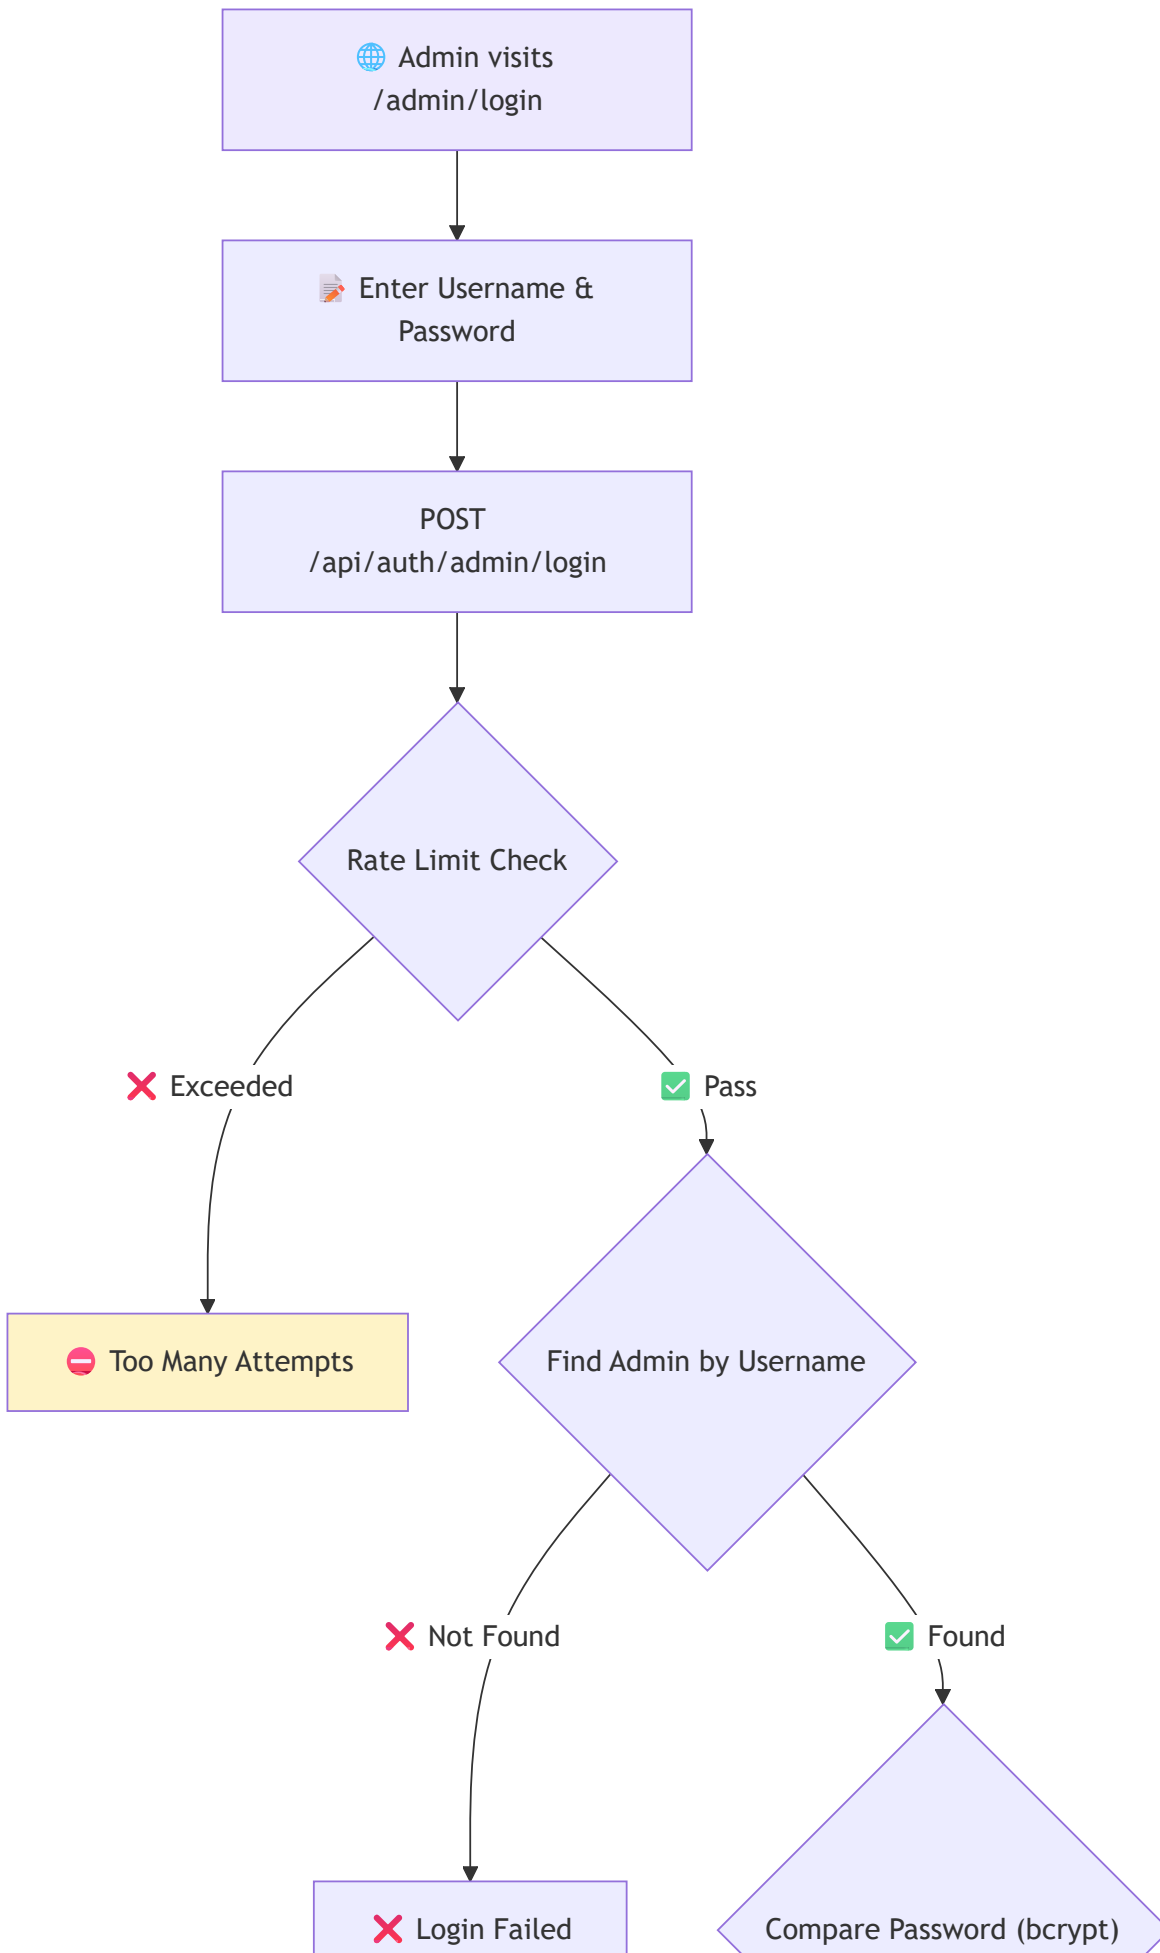 🌐 Admin visits
/admin/login
📝 Enter Username &
Password
POST
/api/auth/admin/login
Rate Limit Check
❌ Exceeded
✅ Pass
⛔ Too Many Attempts
Find Admin by Username
❌ Not Found
✅ Found
❌ Login Failed
Compare Password (bcrypt)